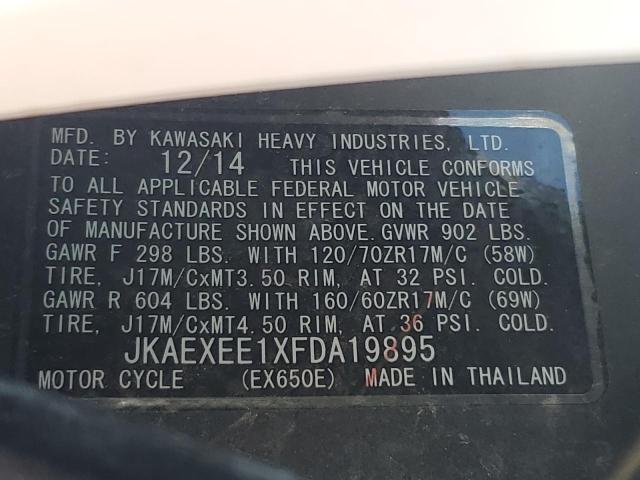 MFD. BY KAWASAKI HEAVY INDUSTRIES, LTD.
DATE: 12/14 THIS VEHICLE CONFORMS
TO ALL APPLICABLE FEDERAL MOTOR VEHICLE
SAFETY STANDARDS IN EFFECT ON THE DATE
OF MANUFACTURE SHOWN ABOVE. GVWR 902 LBS.
GAWR F 298 LBS. WITH 120/70ZR17M/C (58W)
TIRE, J17M/CxMT3.50 RIM, AT 32 PSI. COLD.
GAWR R 604 LBS. WITH 160/60ZR17M/C (69W)
TIRE, J17M/CxMT4.50 RIM, AT 36 PSI. COLD.
JKAEXEE1XFDA19895
MOTOR CYCLE (EX650E) MADE IN THAILAND